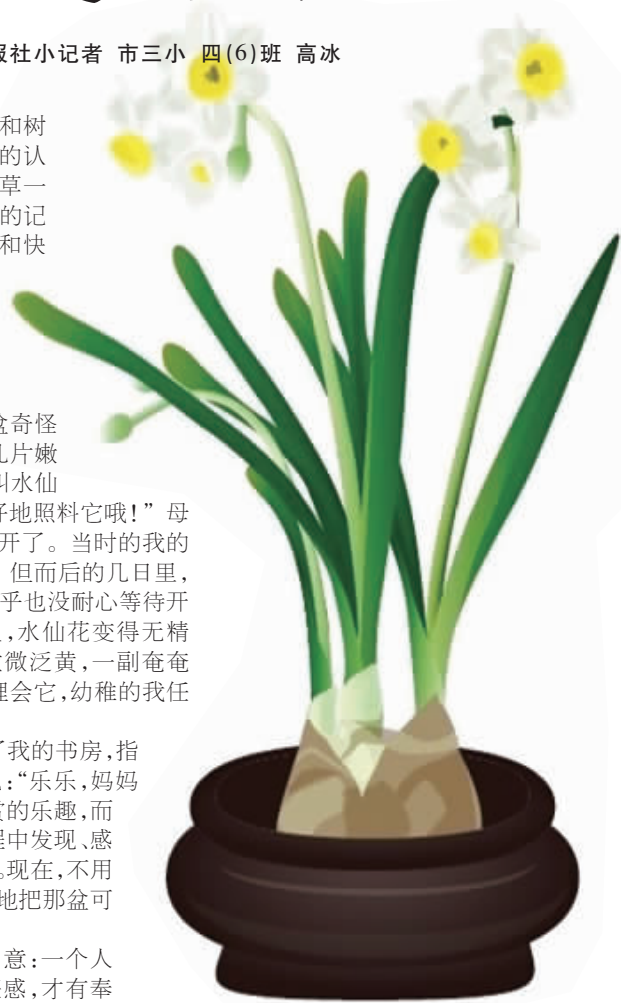 报社小记者 市三小 四(6)班 高冰
和树
的认
草一
的记
和快
盆奇怪
几片嫩
叫水仙
好地照料它哦！”母
开了。当时的我的
但而后的几日里，
乎也没耐心等待开
，水仙花变得无精
微泛黄，一副奄奄
理会它，幼稚的我任
了我的书房，指
：“乐乐，妈妈
赏的乐趣，而
程中发现、感
。现在，不用
地把那盆可
意：一个人
感，才有奉